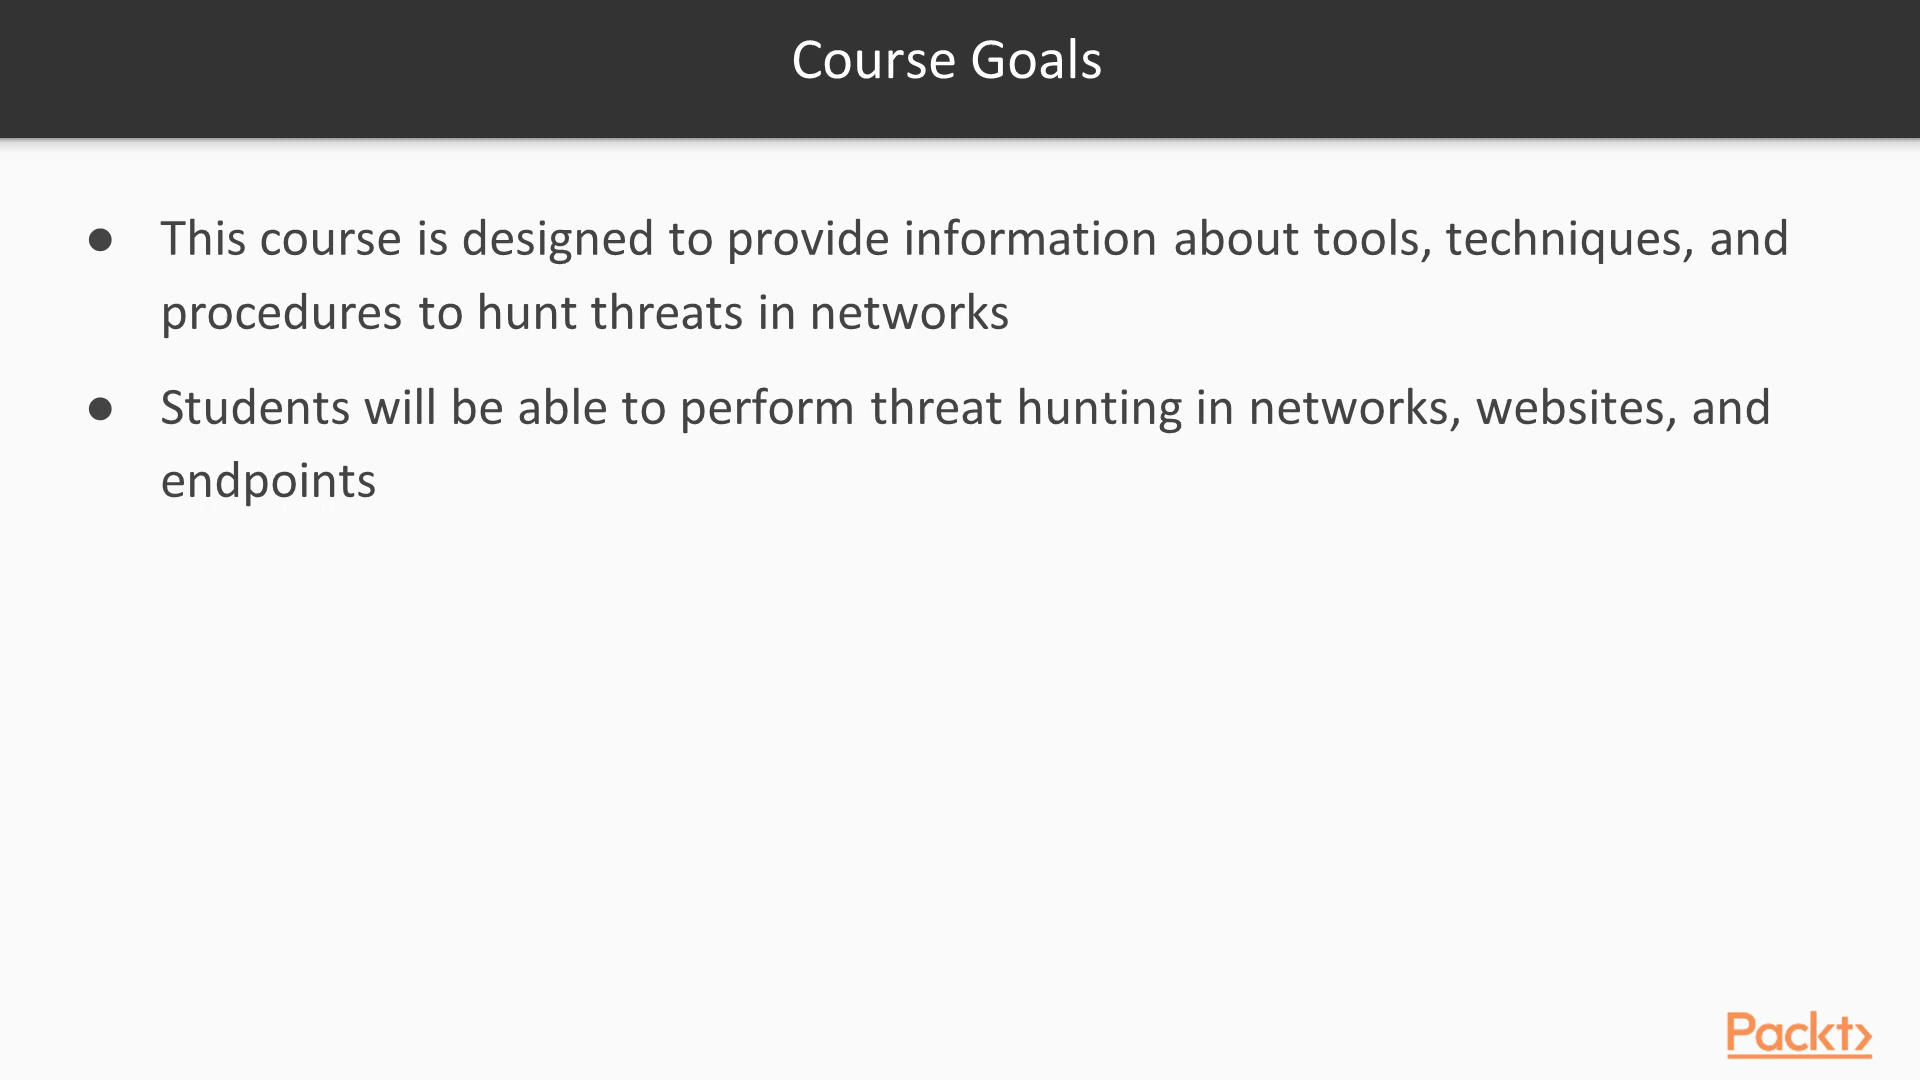 Course Goals
● This course is designed to provide information about tools, techniques, and
procedures to hunt threats in networks
● Students will be able to perform threat hunting in networks, websites, and
endpoints
Packt>